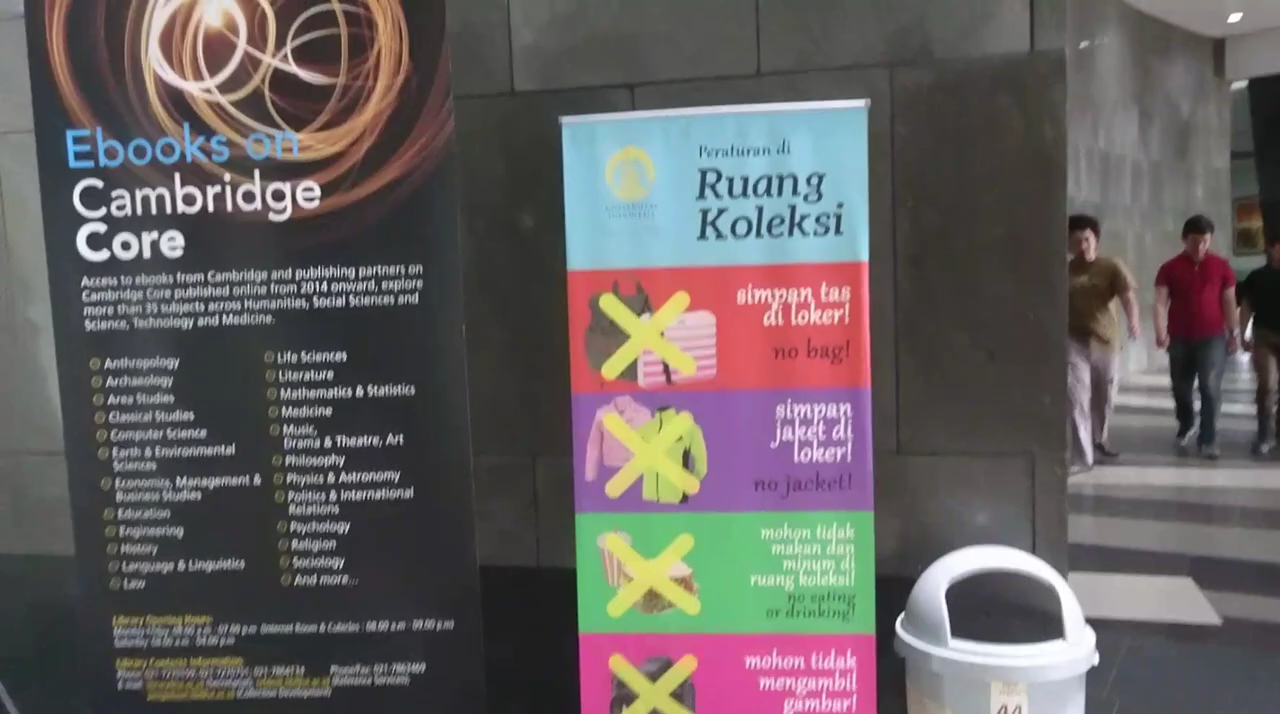 Ebooks on
Cambridge
Core
Access to ebooks from Cambridge and publishing partners on
Cambridge Core published online from 2014 onward, explore
more than 35 subjects across Humanities, Social Sciences and
Science, Technology and Medicine.
Anthropology
Archaeology
Area Studies
Classical Studies
Computer Science
Earth & Environmental
Sciences
Economics, Management &
Business Studies
Education
Engineering
History
Language & Linguistics
Law
Life Sciences
Literature
Mathematics & Statistics
Medicine
Music,
Drama & Theatre, Art
Philosophy
Physics & Astronomy
Politics & International
Relations
Psychology
Religion
Sociology
And more...
Library Opening Hours:
Library Contacts Information
UNIVERSITAS
INDONESIA
Peraturan di
Ruang
Koleksi
simpan tas
di loker!
no bag!
simpan
jaket di
loker!
no jacket!
mohon tidak
makan dan
minum di
ruang koleksi!
no eating
or drinking!
mohon tidak
mengambil
gambar!
44